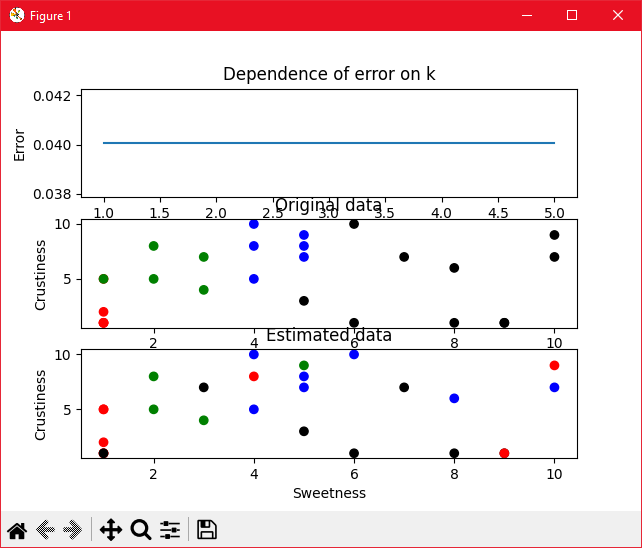 Figure 1
Dependence of error on k
0.042
0.040
0.038
Error
1.0 1.5 2.0 2.5 3.0 3.5 4.0 4.5 5.0
Original data
10
5
Crustiness
2 4 6 8 10
Estimated data
10
5
Crustiness
2 4 6 8 10
Sweetness